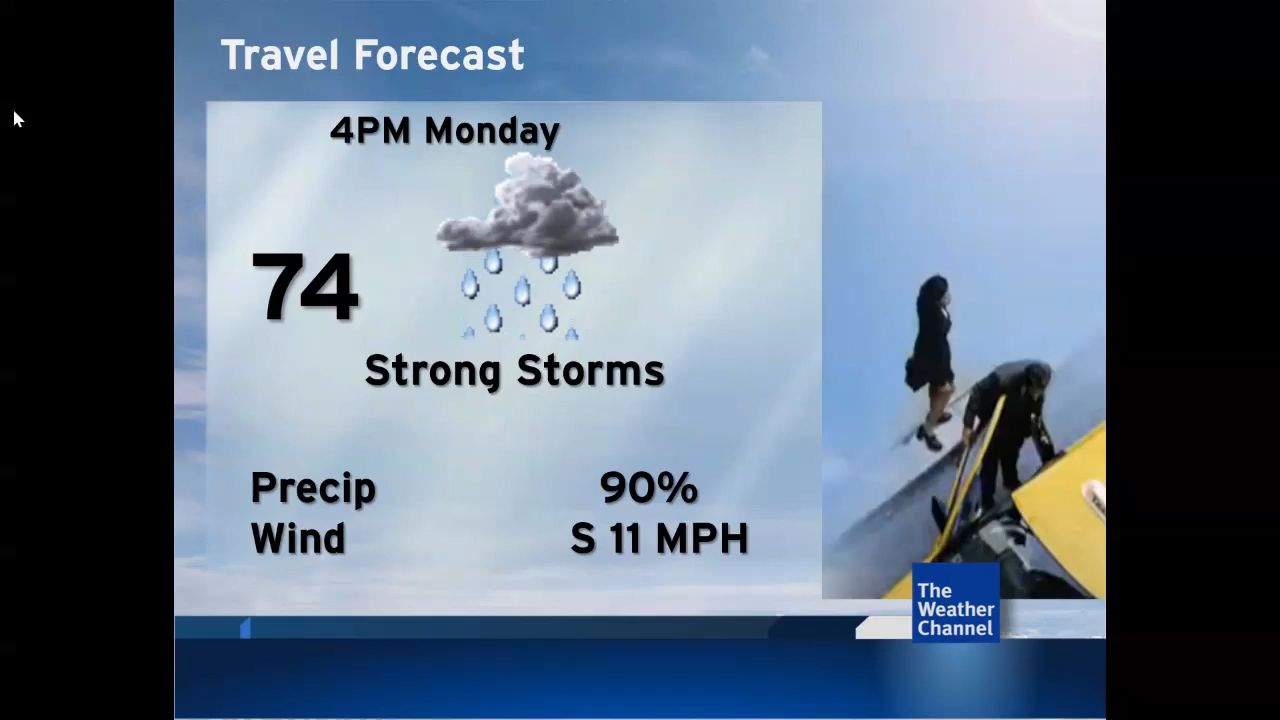 Travel Forecast
4PM Monday
74
Strong Storms
Precip 90%
Wind S 11 MPH
The
Weather
Channel